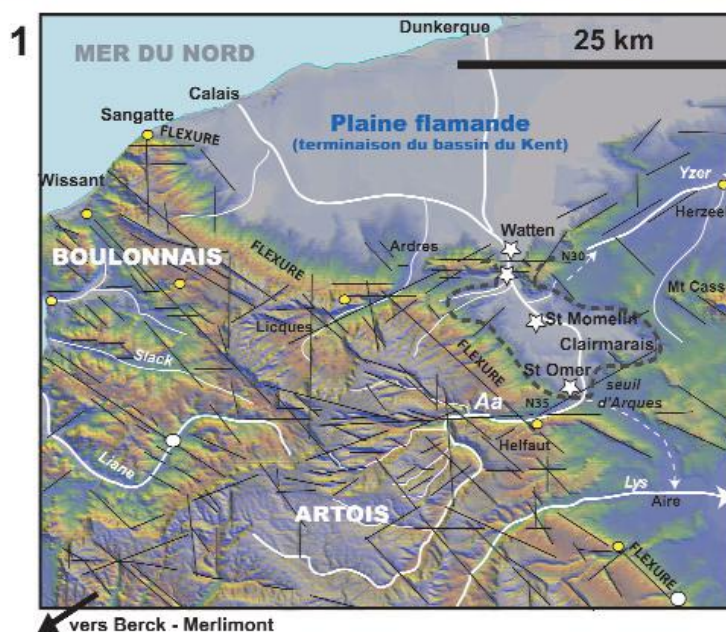 1
MER DU NORD
Dunkerque
25 km
Calais
Sangatte
FLEXURE
Plaine flamande
(terminaison du bassin du Kent)
Wissant
Yzer
Herzeel
Watten
N30
Ardres
BOULONNAIS
FLEXURE
Mt Cass
Licques
St Momelin
Clairmarais
Slack
FLEXURE
St Omer
seuil
d'Arques
Aa
N35
Helfaut
Liane
Lys
Aire
ARTOIS
FLEXURE
vers Berck - Merlimont